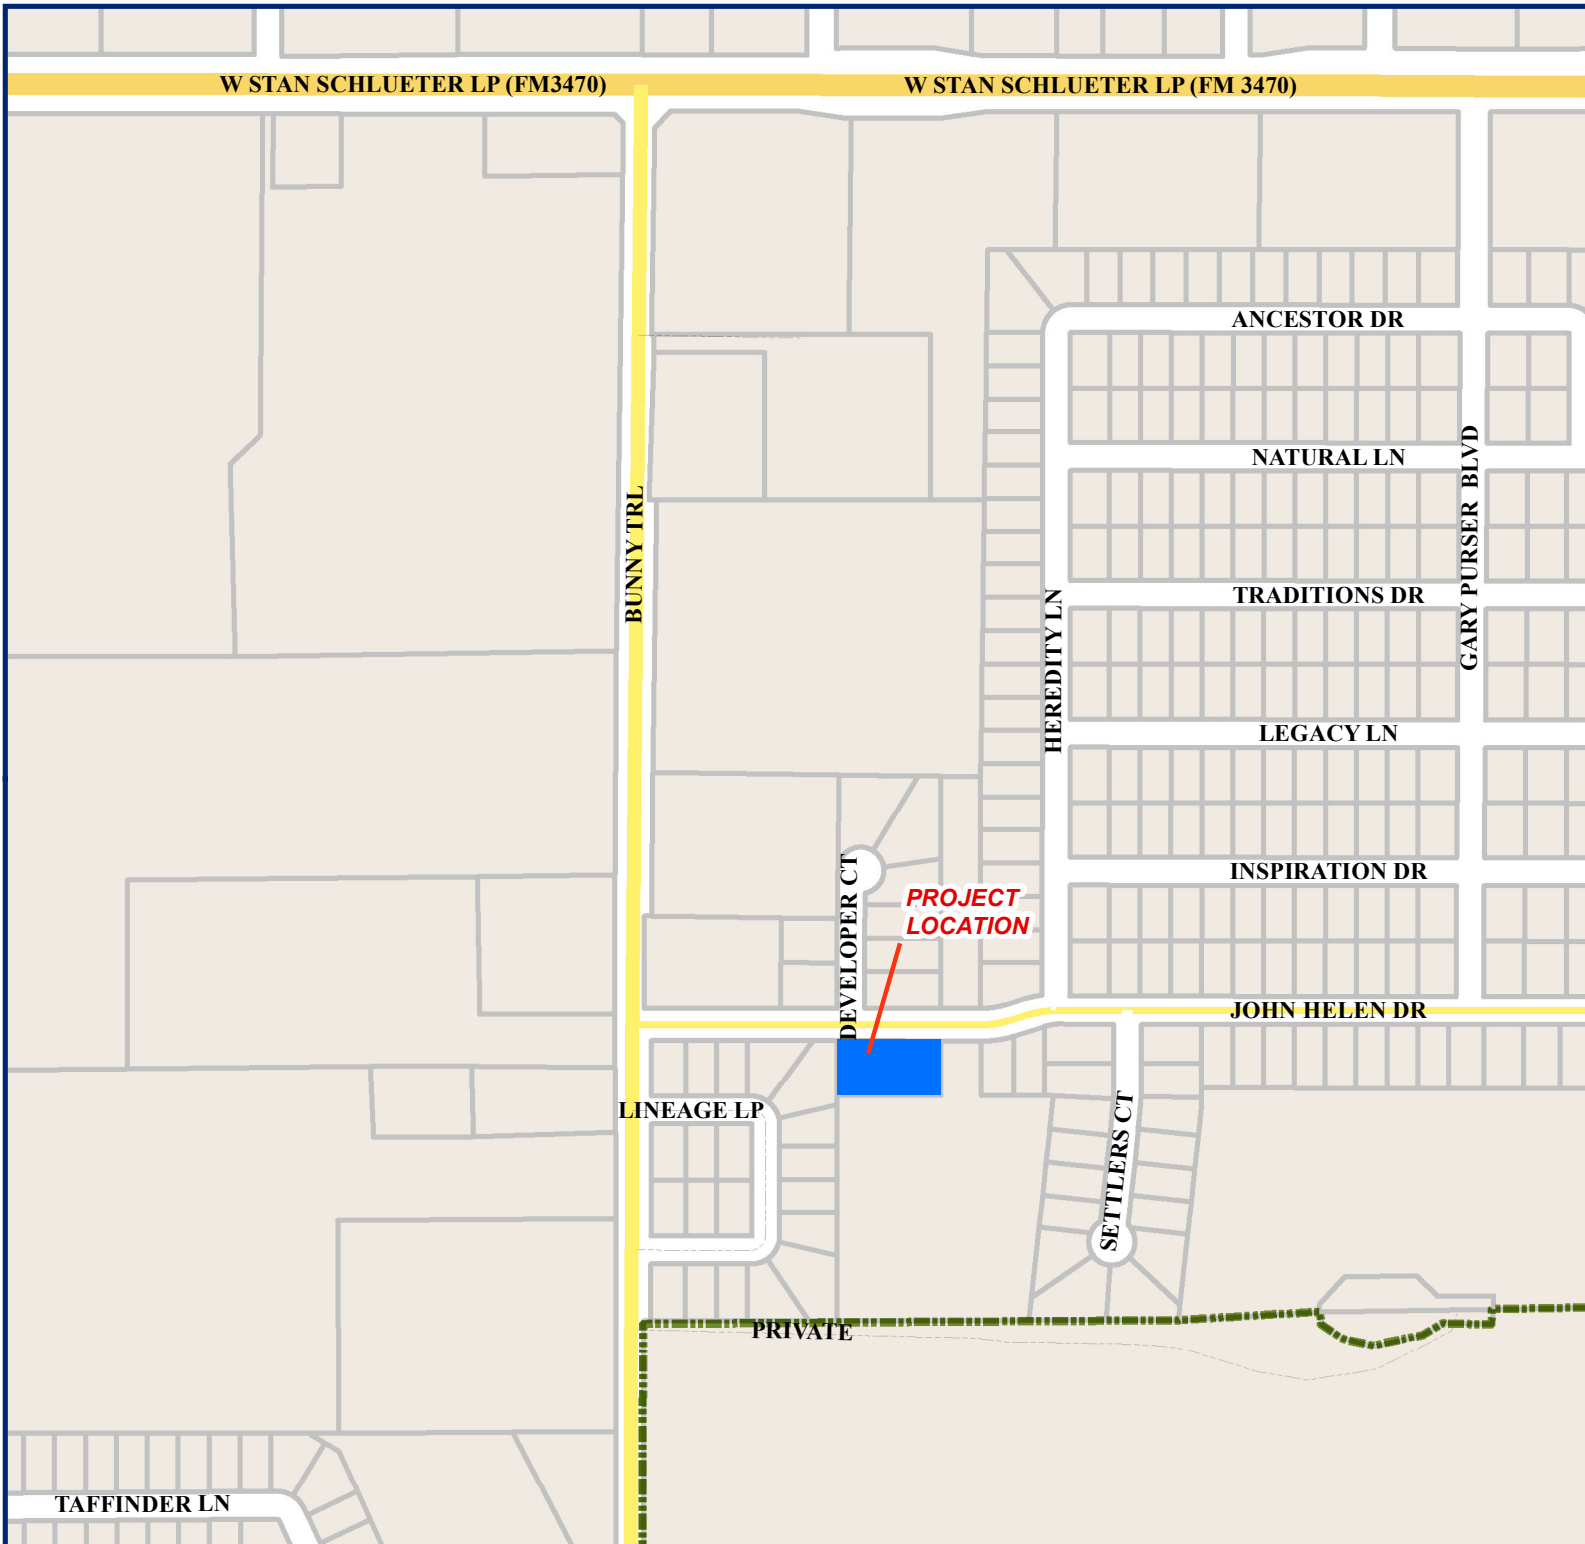 W STAN SCHLUETER LP (FM3470)
W STAN SCHLUETER LP (FM 3470)
ANCESTOR DR
NATURAL LN
GARY PURSER BLVD
BUNNY TRL
TRADITIONS DR
HEREDITY LN
LEGACY LN
INSPIRATION DR
DEVELOPER CT
PROJECT
LOCATION
JOHN HELEN DR
LINEAGE LP
SETTLERS CT
PRIVATE
TAFFINDER LN